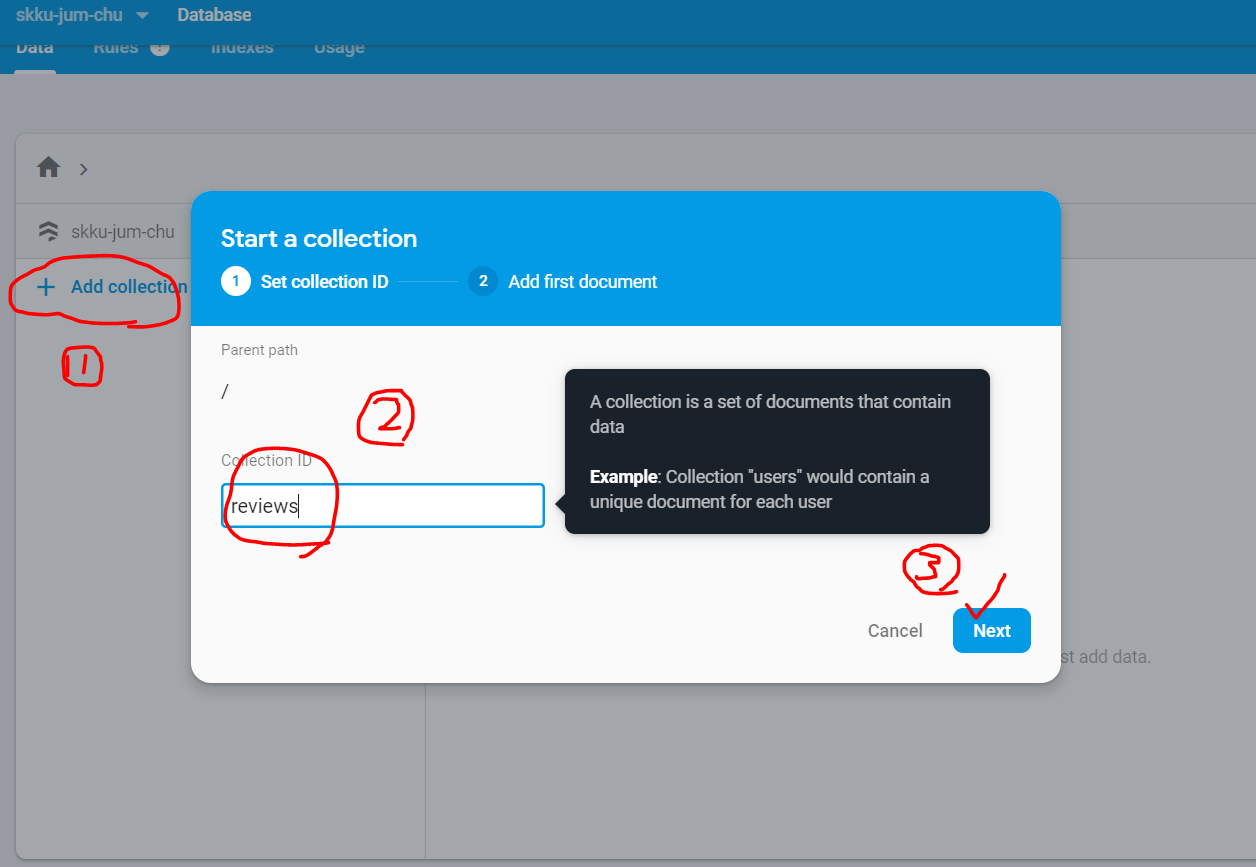 skku-jum-chu Database
Data Rules Indexes Usage
skku-jum-chu
+ Add collection
1
Start a collection
1 Set collection ID 2 Add first document
Parent path
/
2
Collection ID
reviews
A collection is a set of documents that contain
data
Example: Collection "users" would contain a
unique document for each user
3
Cancel Next
st add data.